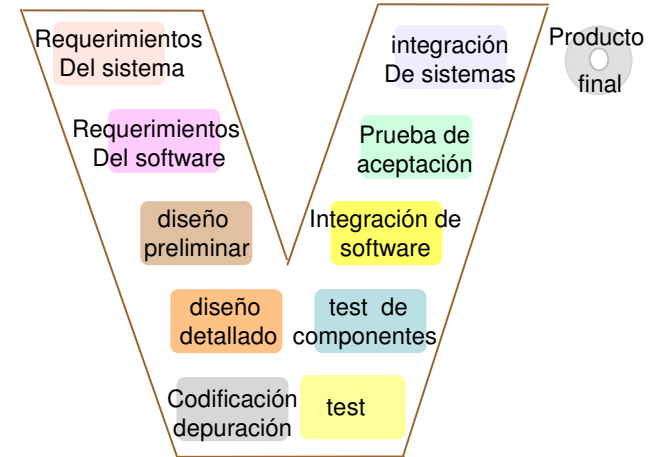 Requerimientos
Del sistema
integración
De sistemas
Producto
final
Requerimientos
Del software
Prueba de
aceptación
diseño
preliminar
Integración de
software
diseño
detallado
test de
componentes
Codificación
depuración
test